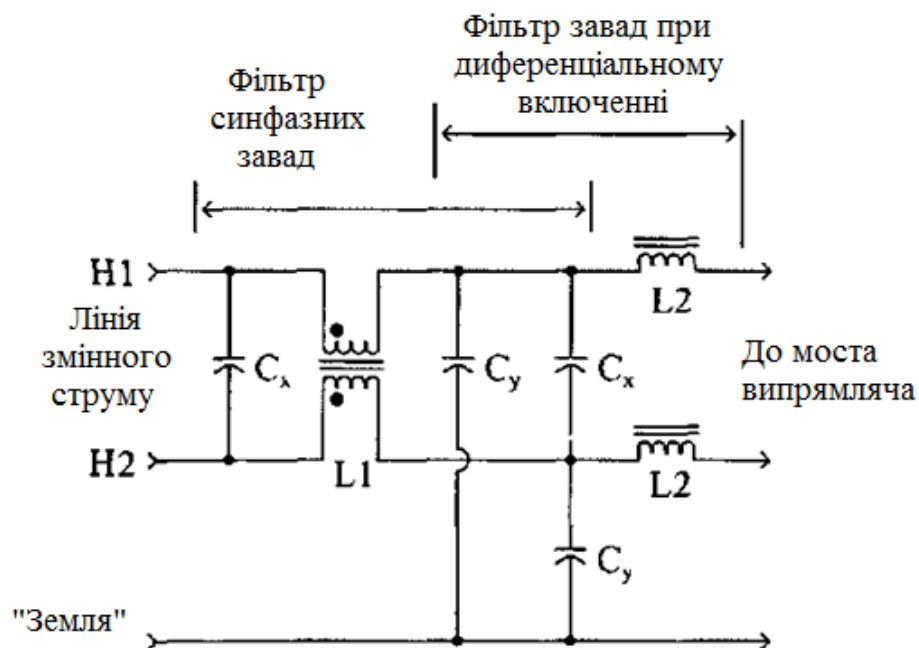 Фільтр завад при
диференціальному
включенні
Фільтр
синфазних
завад
H1
L2
Лінія
змінного
струму
Cx
Cy
Cx
До моста
випрямляча
H2
L1
L2
Cy
"Земля"